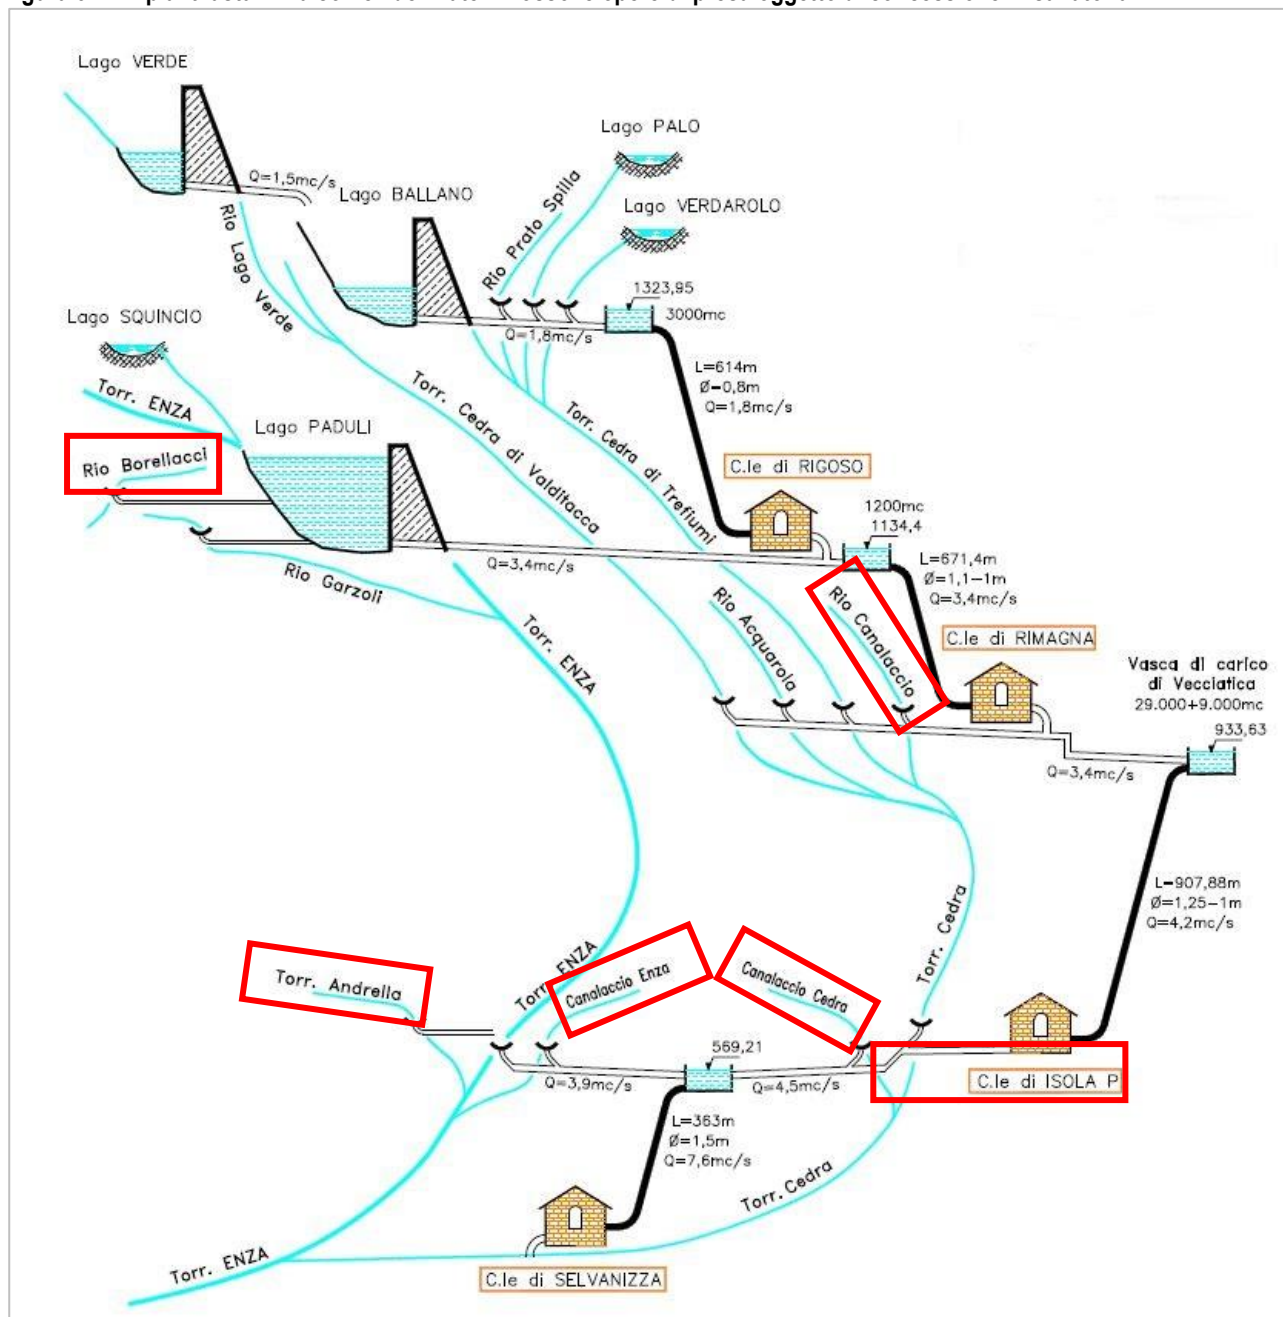 Lago VERDE
Lago PALO
Q=1,5mc/s
Lago BALLANO
Rio Prato Spilla
Lago VERDAROLO
Rio Lago Verde
1323,95
3000mc
Lago SQUINCIO
Q=1,8mc/s
L=614m
Ø-0,8m
Q=1,8mc/s
Torr. ENZA
Torr. Cedra di Valditacca
Torr. Cedra di Trefiumi
Lago PADULI
Rio Borellacci
C.le di RIGOSO
1200mc
1134,4
Q=3,4mc/s
L=671,4m
Ø=1,1-1m
Q=3,4mc/s
Rio Garzoli
Rio Acquarola
Rio Canalaccio
Torr. ENZA
C.le di RIMAGNA
Vasca di carico
di Vecciatica
29.000+9.000mc
933,63
Q=3,4mc/s
L-907,88m
Ø=1,25-1m
Q=4,2mc/s
Torr. Cedra
Torr. Andrella
Torr. ENZA
Canalaccio Enza
Canalaccio Cedra
569,21
Q=3,9mc/s
Q=4,5mc/s
C.le di ISOLA P
L=363m
Ø=1,5m
Q=7,6mc/s
Torr. Cedra
Torr. ENZA
C.le di SELVANIZZA